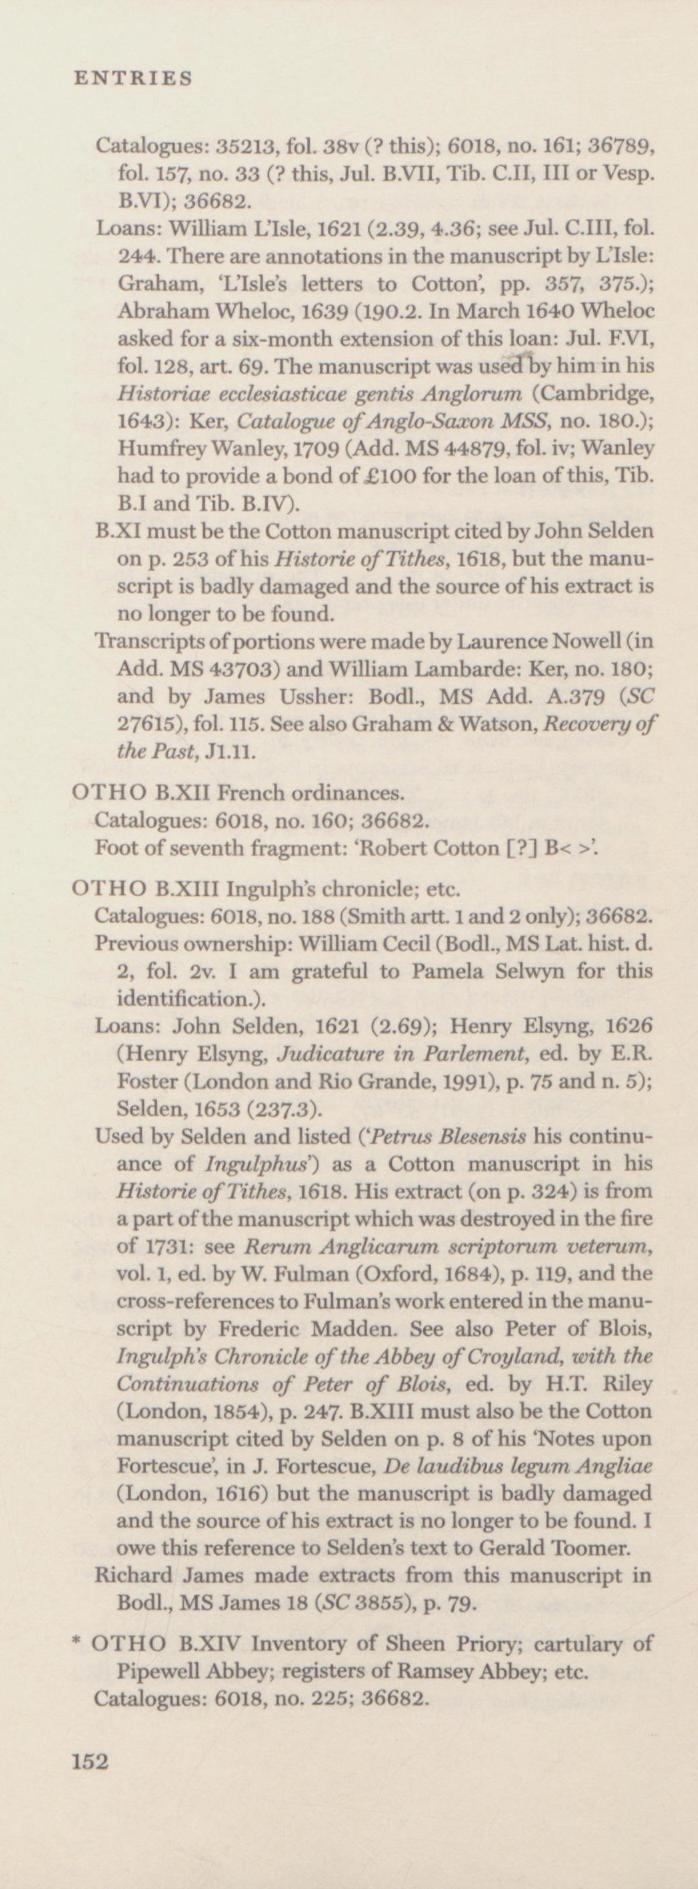 ENTRIES
Catalogues: 35213, fol. 38v (? this); 6018, no. 161; 36789,
fol. 157, no. 33 (? this, Jul. B.VII, Tib. C.II, III or Vesp.
B.VI); 36682.
Loans: William L'Isle, 1621 (2.39, 4.36; see Jul. C.III, fol.
244. There are annotations in the manuscript by L'Isle:
Graham, ‘L'Isle's letters to Cotton’, pp. 357, 375.);
Abraham Wheloc, 1639 (190.2. In March 1640 Wheloc
asked for a six-month extension of this loan: Jul. F.VI,
fol. 128, art. 69. The manuscript was used by him in his
Historiae ecclesiasticae gentis Anglorum (Cambridge,
1643): Ker, Catalogue of Anglo-Saxon MSS, no. 180.);
Humfrey Wanley, 1709 (Add. MS 44879, fol. iv; Wanley
had to provide a bond of £100 for the loan of this, Tib.
B.I and Tib. B.IV).
B.XI must be the Cotton manuscript cited by John Selden
on p. 253 of his Historie of Tithes, 1618, but the manu-
script is badly damaged and the source of his extract is
no longer to be found.
Transcripts of portions were made by Laurence Nowell (in
Add. MS 43703) and William Lambarde: Ker, no. 180;
and by James Ussher: Bodl., MS Add. A.379 (SC
27615), fol. 115. See also Graham & Watson, Recovery of
the Past, J1.11.
OTHO B.XII French ordinances.
Catalogues: 6018, no. 160; 36682.
Foot of seventh fragment: ‘Robert Cotton [?] B< >’.
OTHO B.XIII Ingulph's chronicle; etc.
Catalogues: 6018, no. 188 (Smith artt. 1 and 2 only); 36682.
Previous ownership: William Cecil (Bodl., MS Lat. hist. d.
2, fol. 2v. I am grateful to Pamela Selwyn for this
identification.).
Loans: John Selden, 1621 (2.69); Henry Elsyng, 1626
(Henry Elsyng, Judicature in Parlement, ed. by E.R.
Foster (London and Rio Grande, 1991), p. 75 and n. 5);
Selden, 1653 (237.3).
Used by Selden and listed (‘Petrus Blesensis his continu-
ance of Ingulphus’) as a Cotton manuscript in his
Historie of Tithes, 1618. His extract (on p. 324) is from
a part of the manuscript which was destroyed in the fire
of 1731: see Rerum Anglicarum scriptorum veterum,
vol. 1, ed. by W. Fulman (Oxford, 1684), p. 119, and the
cross-references to Fulman's work entered in the manu-
script by Frederic Madden. See also Peter of Blois,
Ingulph's Chronicle of the Abbey of Croyland, with the
Continuations of Peter of Blois, ed. by H.T. Riley
(London, 1854), p. 247. B.XIII must also be the Cotton
manuscript cited by Selden on p. 8 of his ‘Notes upon
Fortescue’, in J. Fortescue, De laudibus legum Angliae
(London, 1616) but the manuscript is badly damaged
and the source of his extract is no longer to be found. I
owe this reference to Selden's text to Gerald Toomer.
Richard James made extracts from this manuscript in
Bodl., MS James 18 (SC 3855), p. 79.
* OTHO B.XIV Inventory of Sheen Priory; cartulary of
Pipewell Abbey; registers of Ramsey Abbey; etc.
Catalogues: 6018, no. 225; 36682.
152